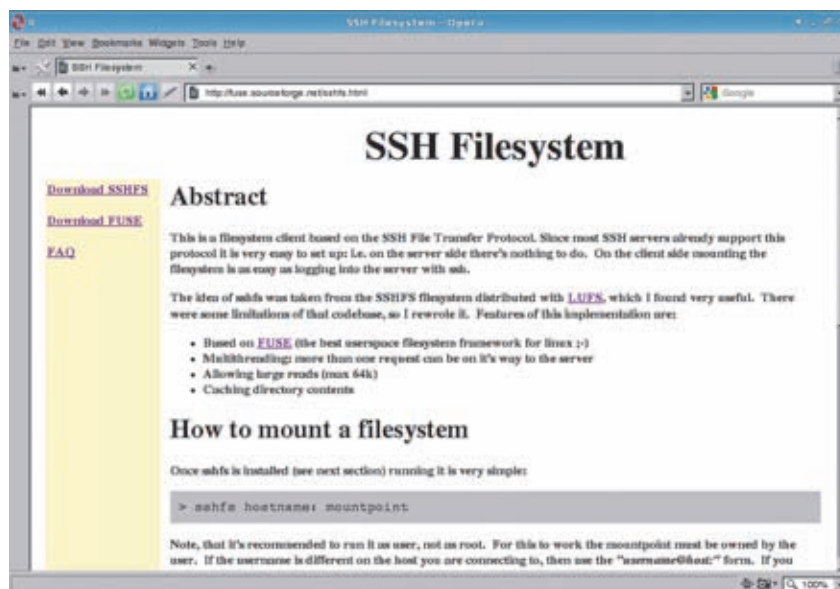 SSH Filesystem - Opera
File Edit View Bookmarks Widgets Tools Help
SSH Filesystem
http://fuse.sourceforge.net/sshfs.html
Google
SSH Filesystem
Download SSHFS
Download FUSE
FAQ
Abstract
This is a filesystem client based on the SSH File Transfer Protocol. Since most SSH servers already support this
protocol it is very easy to set up: i.e. on the server side there's nothing to do. On the client side mounting the
filesystem is as easy as logging into the server with ssh.
The idea of sshfs was taken from the SSHFS filesystem distributed with LUFS, which I found very useful. There
were some limitations of that codebase, so I rewrote it. Features of this implementation are:
• Based on FUSE (the best userspace filesystem framework for linux ;-)
• Multithreading: more than one request can be on it's way to the server
• Allowing large reads (max 64k)
• Caching directory contents
How to mount a filesystem
Once sshfs is installed (see next section) running it is very simple:
> sshfs hostname: mountpoint
Note, that it's recommended to run it as user, not as root. For this to work the mountpoint must be owned by the
user. If the username is different on the host you are connecting to, then use the "username@host:" form. If you
100%